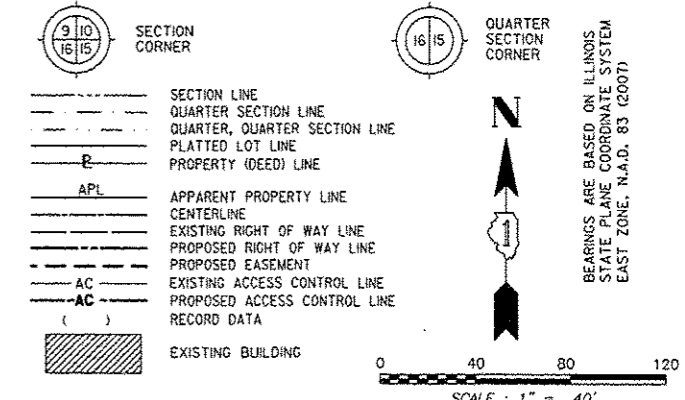 9 10
16 15
SECTION
CORNER
16 15
QUARTER
SECTION
CORNER
SECTION LINE
QUARTER SECTION LINE
QUARTER, QUARTER SECTION LINE
PLATTED LOT LINE
PROPERTY (DEED) LINE
APL
APPARENT PROPERTY LINE
CENTERLINE
EXISTING RIGHT OF WAY LINE
PROPOSED RIGHT OF WAY LINE
PROPOSED EASEMENT
AC
EXISTING ACCESS CONTROL LINE
AC
PROPOSED ACCESS CONTROL LINE
( )
RECORD DATA
EXISTING BUILDING
N
1
BEARINGS ARE BASED ON ILLINOIS
STATE PLANE COORDINATE SYSTEM
EAST ZONE, N.A.D. 83 (2007)
0 40 80 120
SCALE : 1" = 40'